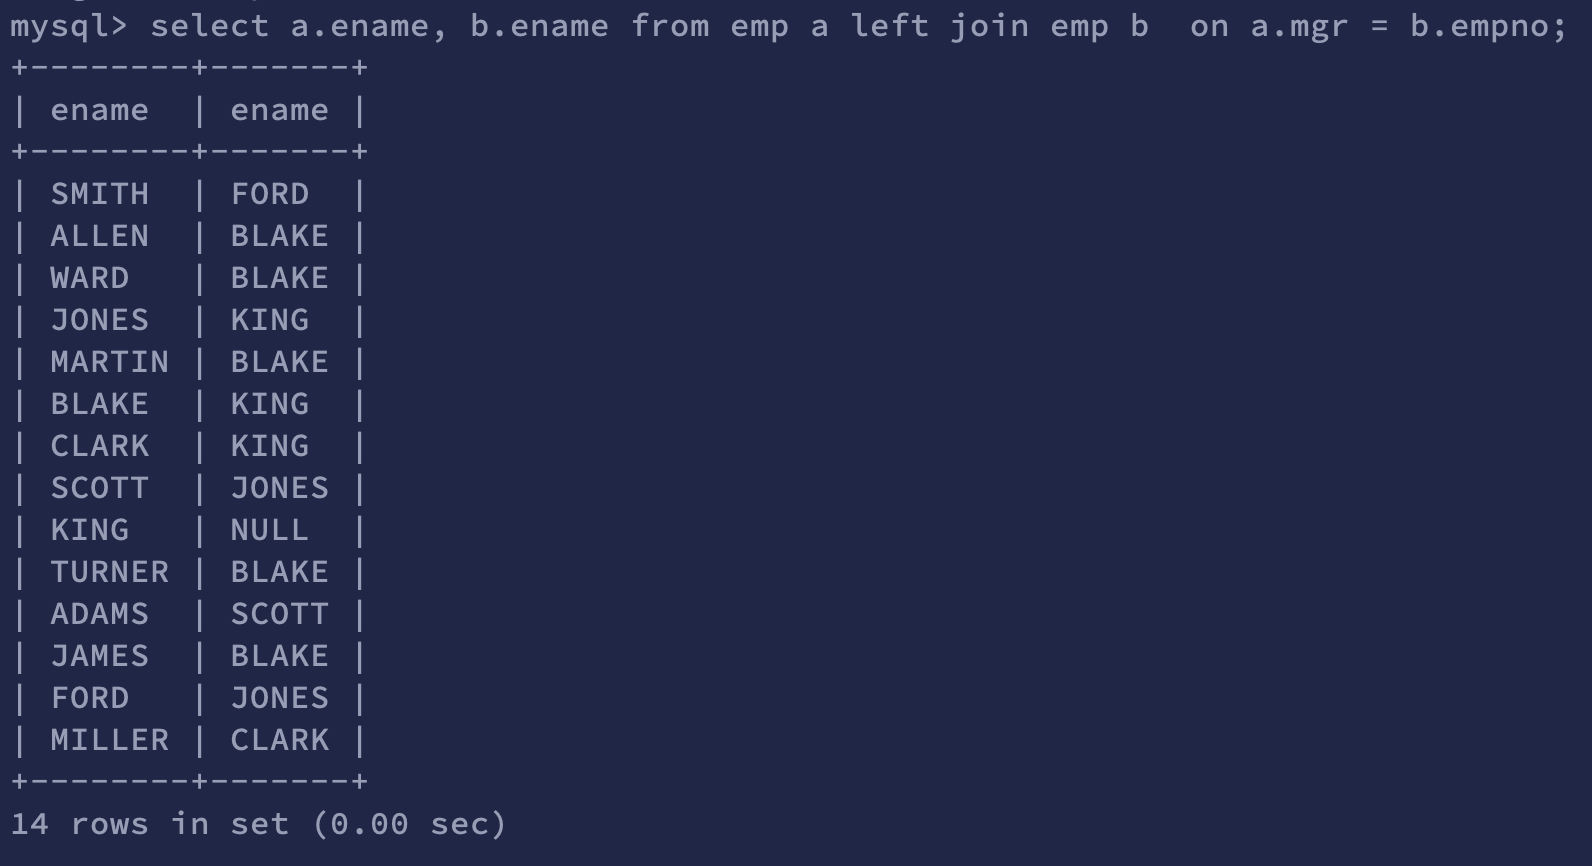 mysql> select a.ename, b.ename from emp a left join emp b  on a.mgr = b.empno;
+--------+-------+
| ename  | ename |
+--------+-------+
| SMITH  | FORD  |
| ALLEN  | BLAKE |
| WARD   | BLAKE |
| JONES  | KING  |
| MARTIN | BLAKE |
| BLAKE  | KING  |
| CLARK  | KING  |
| SCOTT  | JONES |
| KING   | NULL  |
| TURNER | BLAKE |
| ADAMS  | SCOTT |
| JAMES  | BLAKE |
| FORD   | JONES |
| MILLER | CLARK |
+--------+-------+
14 rows in set (0.00 sec)